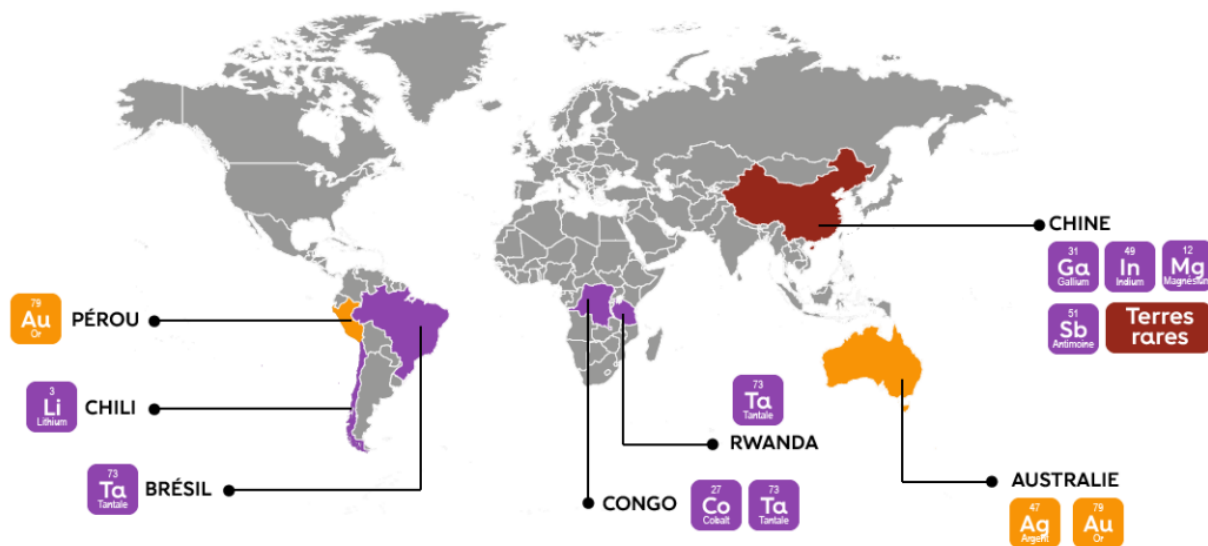 CHINE
31
Ga
Gallium
49
In
Indium
12
Mg
Magnésium
51
Sb
Antimoine
Terres
rares
79
Au
Or
PÉROU
3
Li
Lithium
CHILI
73
Ta
Tantale
BRÉSIL
73
Ta
Tantale
RWANDA
CONGO
27
Co
Cobalt
73
Ta
Tantale
AUSTRALIE
47
Ag
Argent
79
Au
Or